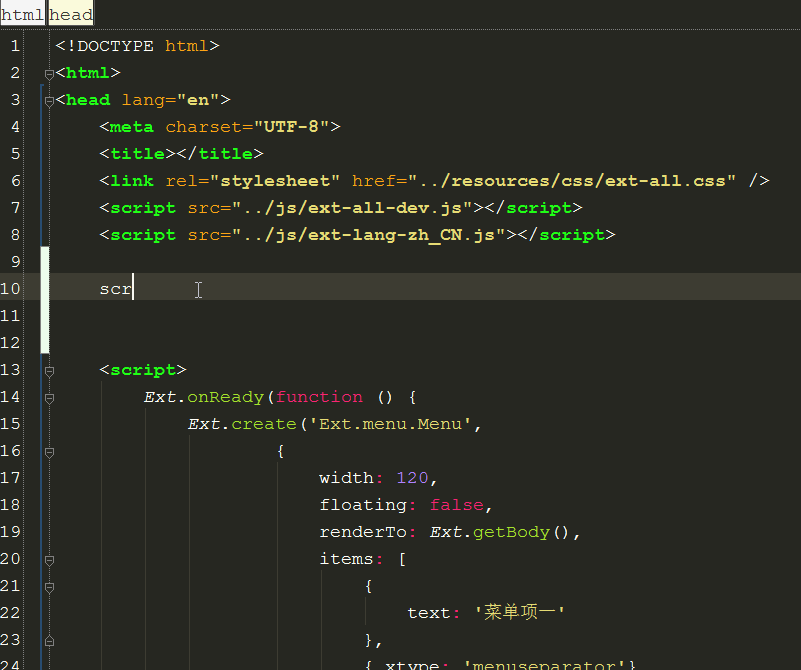 html head
1 <!DOCTYPE html>
2 <html>
3 <head lang="en">
4 <meta charset="UTF-8">
5 <title></title>
6 <link rel="stylesheet" href="../resources/css/ext-all.css" />
7 <script src="../js/ext-all-dev.js"></script>
8 <script src="../js/ext-lang-zh_CN.js"></script>
9
10 scr
11
12
13 <script>
14 Ext.onReady(function () {
15 Ext.create('Ext.menu.Menu',
16 {
17 width: 120,
18 floating: false,
19 renderTo: Ext.getBody(),
20 items: [
21 {
22 text: '菜单项一'
23 },
24 { xtype: 'menuseparator'}